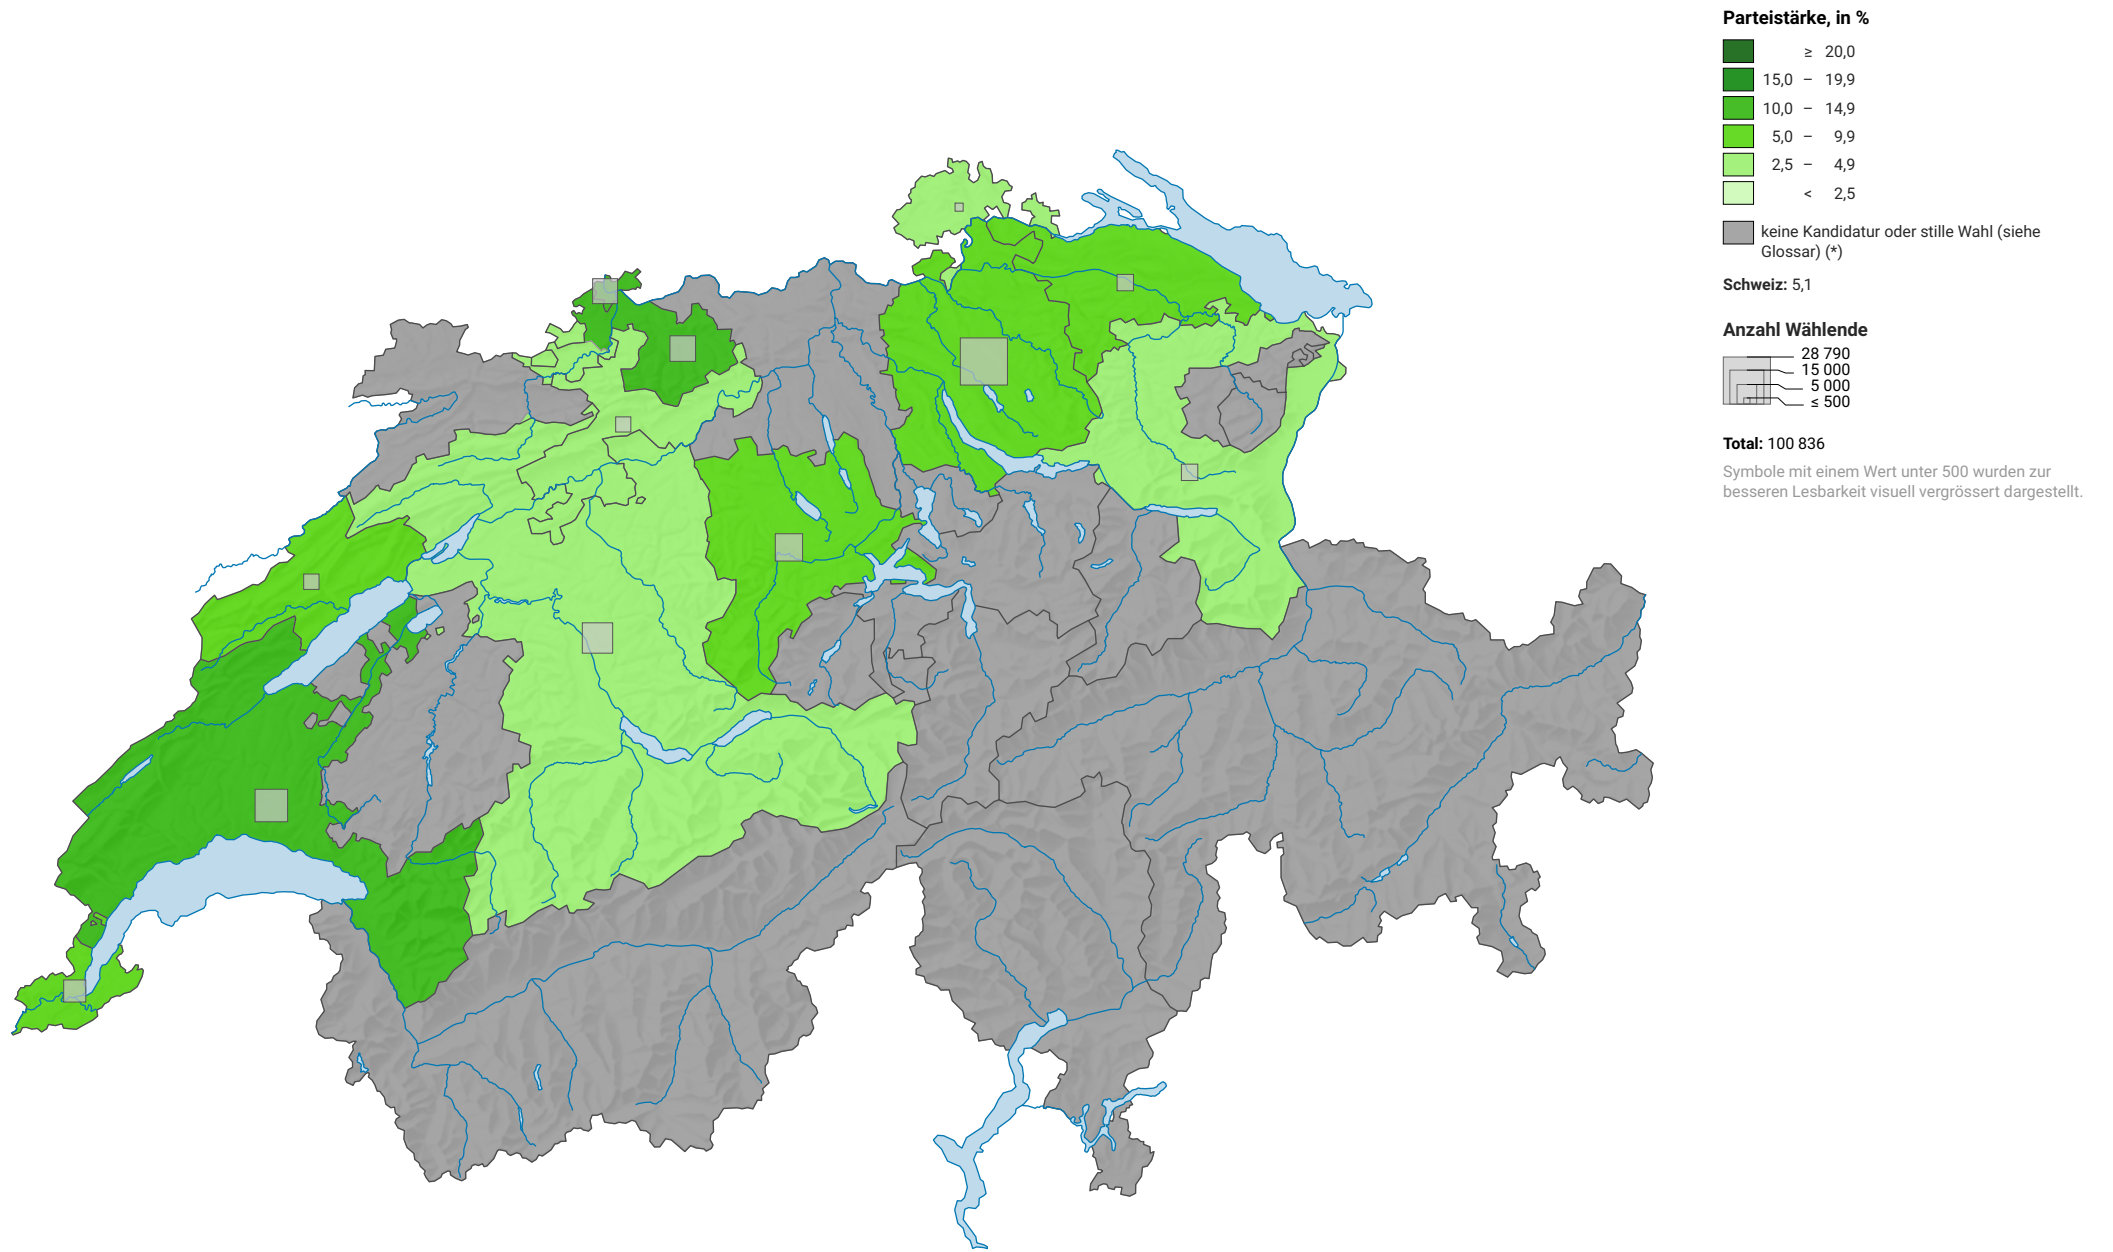 Parteistärke, in %
≥ 20,0
15,0 – 19,9
10,0 – 14,9
5,0 – 9,9
2,5 – 4,9
< 2,5
keine Kandidatur oder stille Wahl (siehe
Glossar) (*)
Schweiz: 5,1
Anzahl Wählende
28 790
15 000
5 000
≤ 500
Total: 100 836
Symbole mit einem Wert unter 500 wurden zur
besseren Lesbarkeit visuell vergrössert dargestellt.